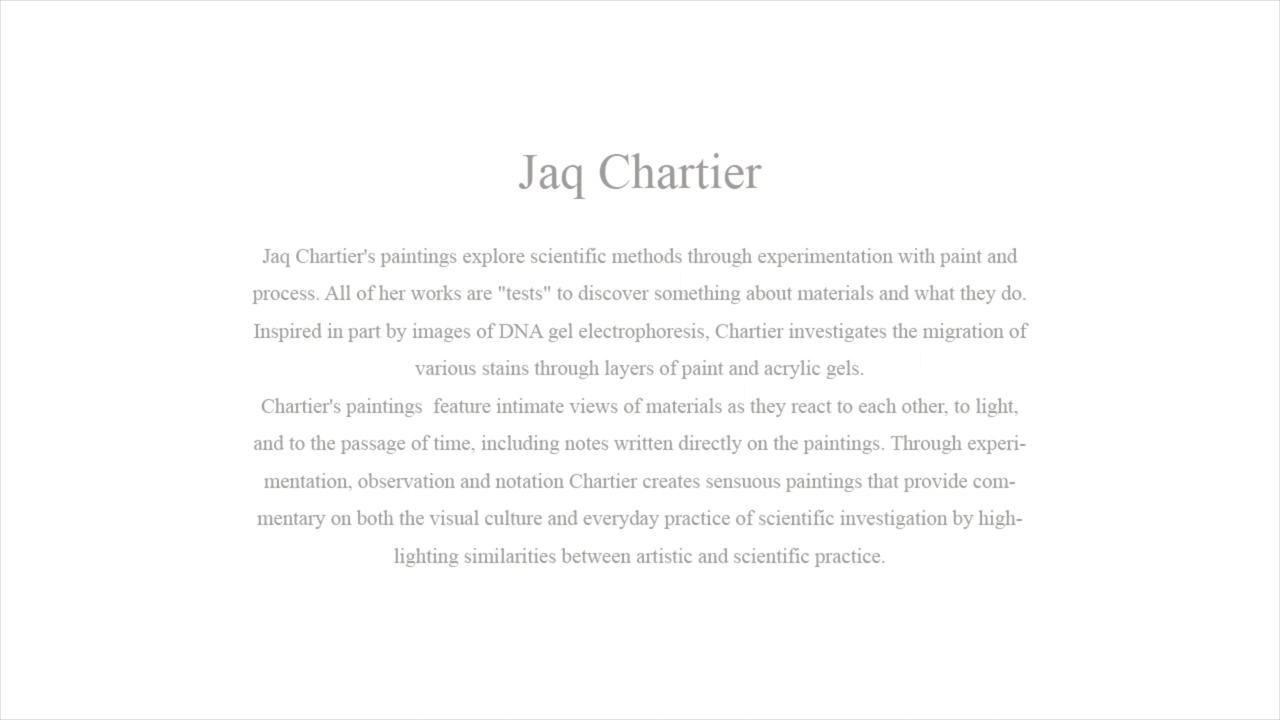 Jaq Chartier
Jaq Chartier's paintings explore scientific methods through experimentation with paint and
process. All of her works are "tests" to discover something about materials and what they do.
Inspired in part by images of DNA gel electrophoresis, Chartier investigates the migration of
various stains through layers of paint and acrylic gels.
Chartier's paintings  feature intimate views of materials as they react to each other, to light,
and to the passage of time, including notes written directly on the paintings. Through experi-
mentation, observation and notation Chartier creates sensuous paintings that provide com-
mentary on both the visual culture and everyday practice of scientific investigation by high-
lighting similarities between artistic and scientific practice.